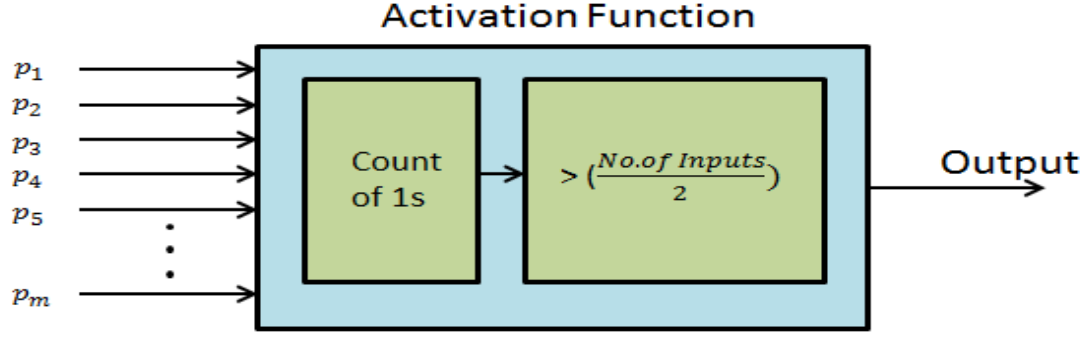 Activation Function
p₁
p₂
p₃
p₄
p₅
pₘ
Count
of 1s
> (No.of Inputs/2)
Output